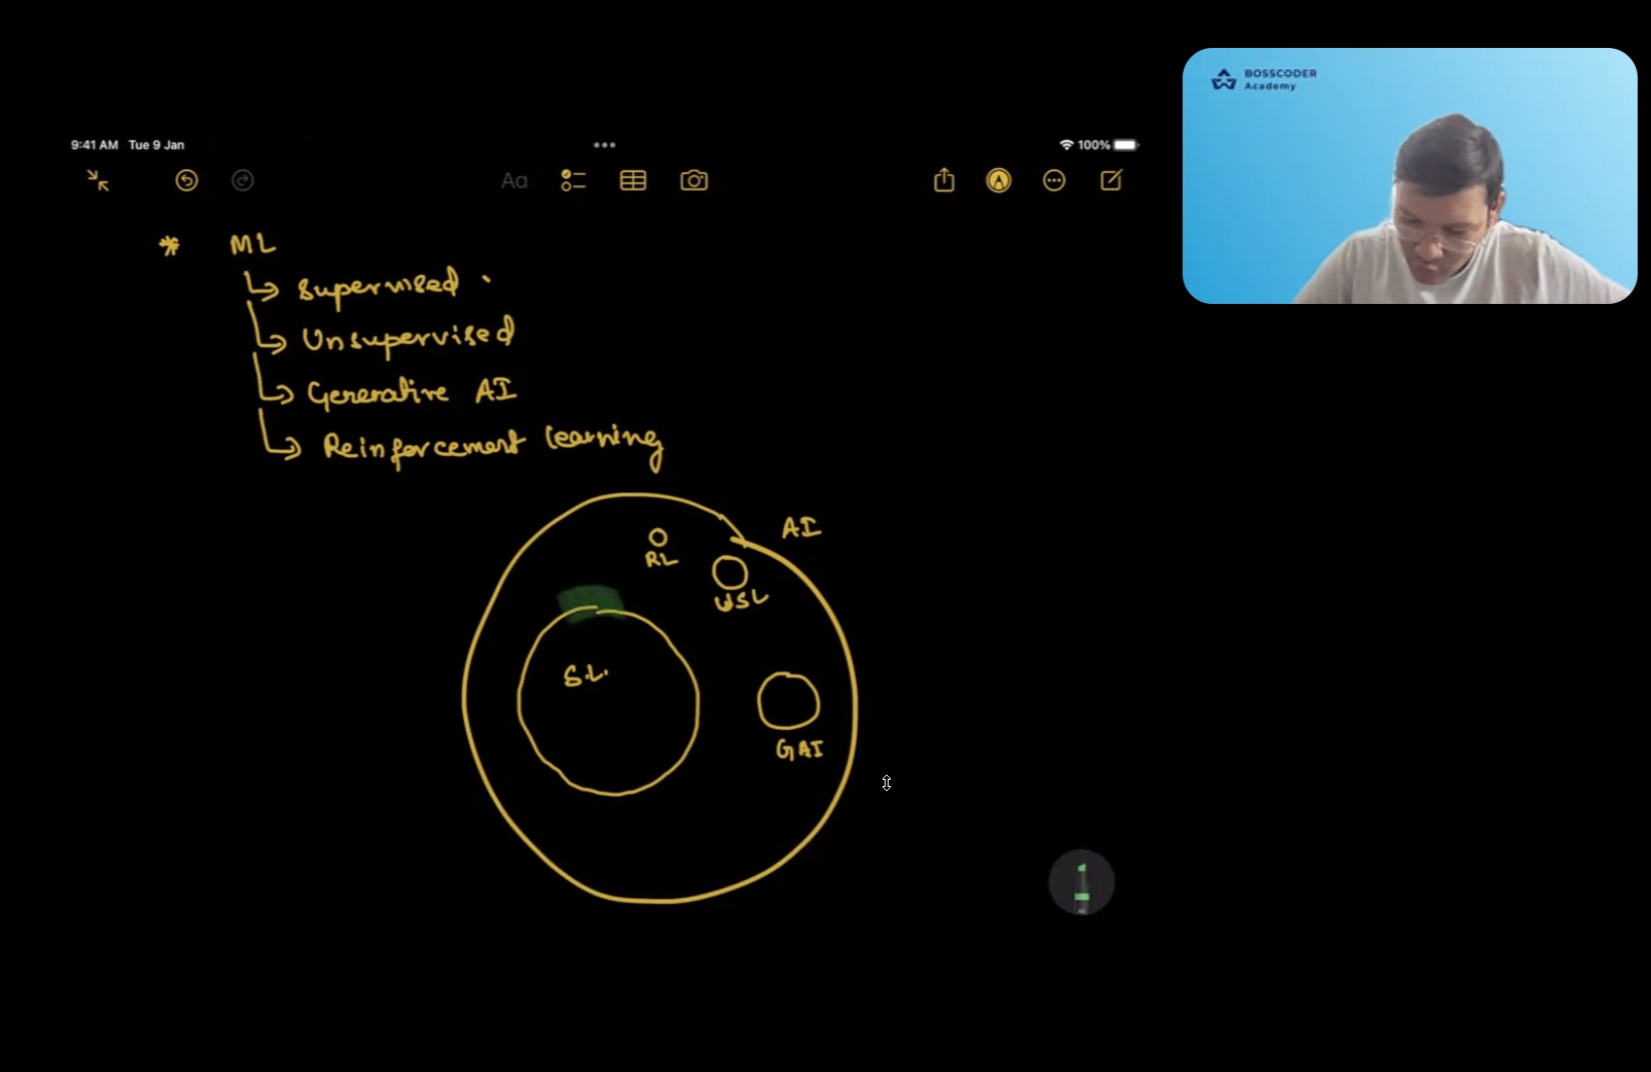 BOSSCODER
Academy
9:41 AM Tue 9 Jan
100%
Aa
* ML
Supervised
Unsupervised
Generative AI
Reinforcement learning
AI
RL
USL
S.L.
GAI